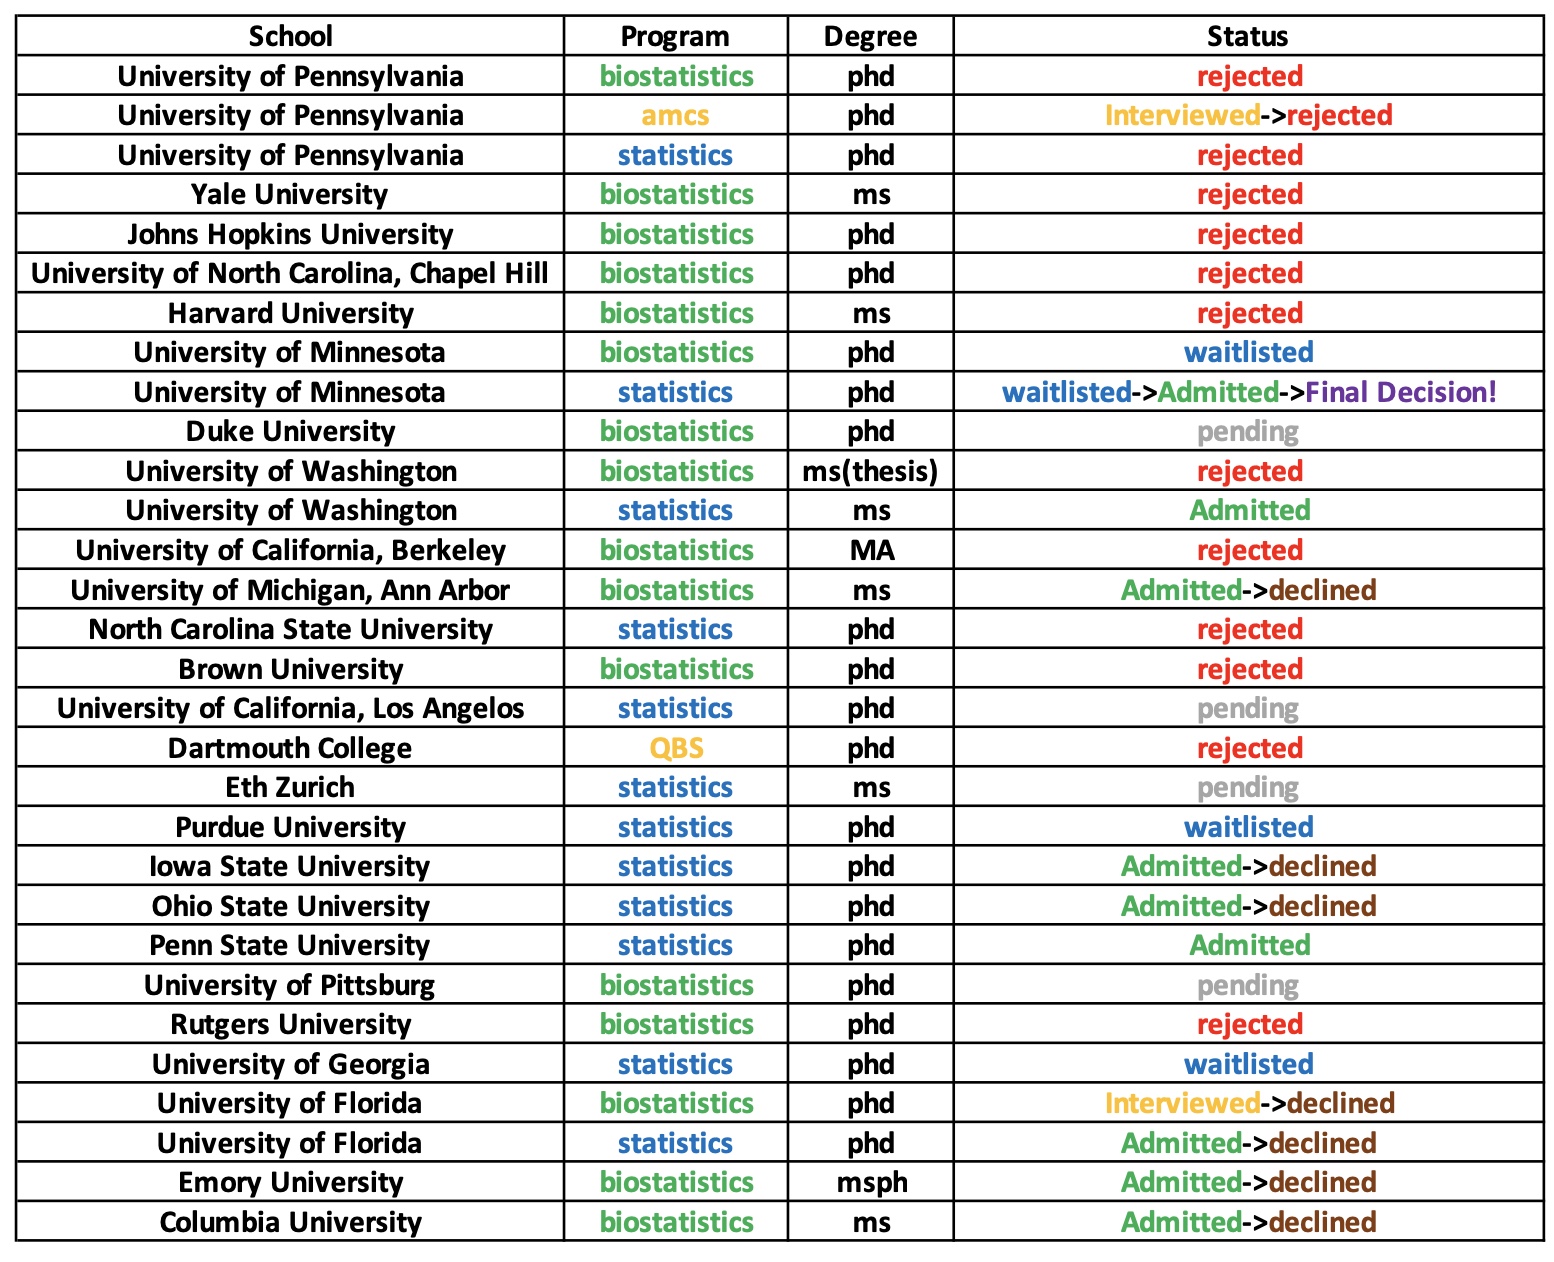 School Program Degree Status
University of Pennsylvania biostatistics phd rejected
University of Pennsylvania amcs phd Interviewed->rejected
University of Pennsylvania statistics phd rejected
Yale University biostatistics ms rejected
Johns Hopkins University biostatistics phd rejected
University of North Carolina, Chapel Hill biostatistics phd rejected
Harvard University biostatistics ms rejected
University of Minnesota biostatistics phd waitlisted
University of Minnesota statistics phd waitlisted->Admitted->Final Decision!
Duke University biostatistics phd pending
University of Washington biostatistics ms(thesis) rejected
University of Washington statistics ms Admitted
University of California, Berkeley biostatistics MA rejected
University of Michigan, Ann Arbor biostatistics ms Admitted->declined
North Carolina State University statistics phd rejected
Brown University biostatistics phd rejected
University of California, Los Angelos statistics phd pending
Dartmouth College QBS phd rejected
Eth Zurich statistics ms pending
Purdue University statistics phd waitlisted
Iowa State University statistics phd Admitted->declined
Ohio State University statistics phd Admitted->declined
Penn State University statistics phd Admitted
University of Pittsburg biostatistics phd pending
Rutgers University biostatistics phd rejected
University of Georgia statistics phd waitlisted
University of Florida biostatistics phd Interviewed->declined
University of Florida statistics phd Admitted->declined
Emory University biostatistics msph Admitted->declined
Columbia University biostatistics ms Admitted->declined